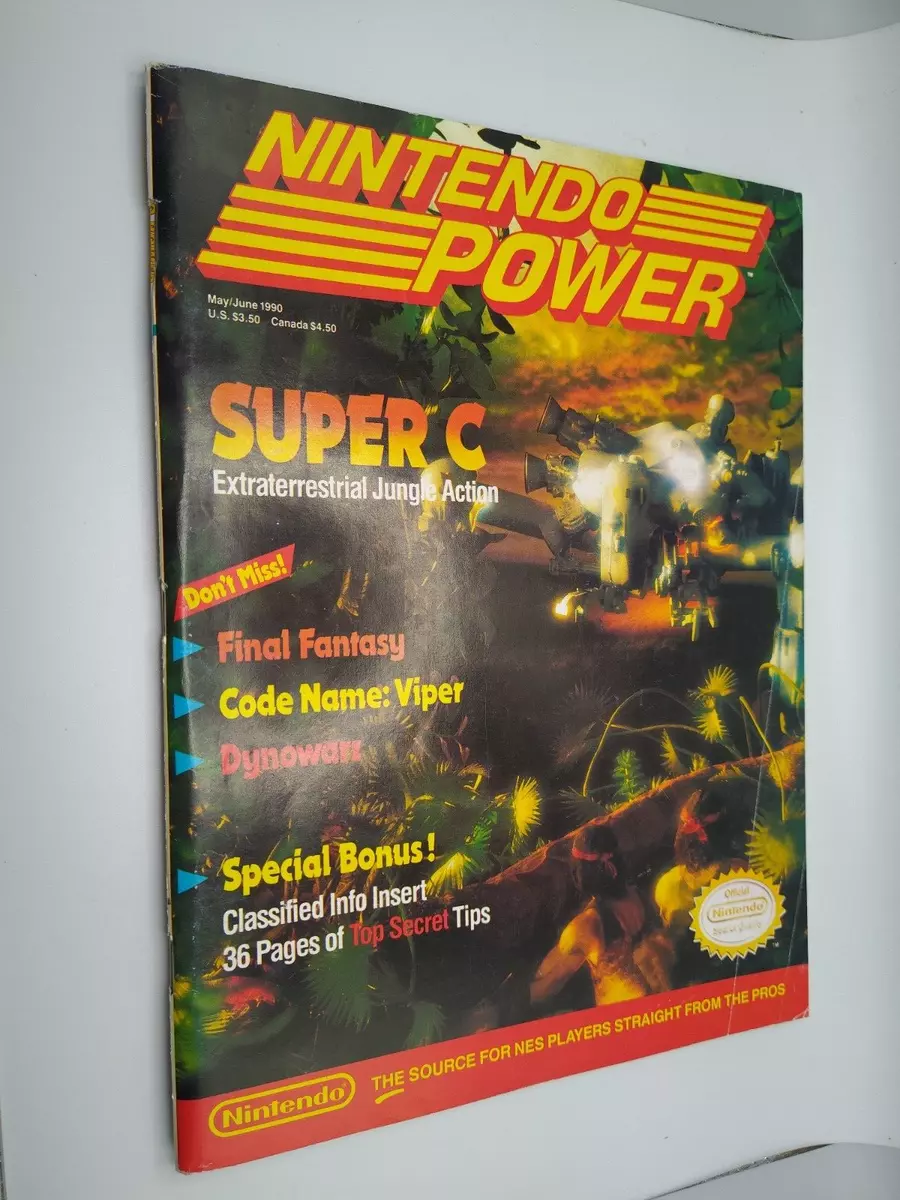 NINTENDO
POWER
May/June 1990
U.S. $3.50 Canada $4.50
SUPER C
Extraterrestrial Jungle Action
Don't Miss!
Final Fantasy
Code Name: Viper
Dynowarz
Special Bonus!
Classified Info Insert
36 Pages of Top Secret Tips
Official
Nintendo
TM
Nintendo®
THE SOURCE FOR NES PLAYERS STRAIGHT FROM THE PROS